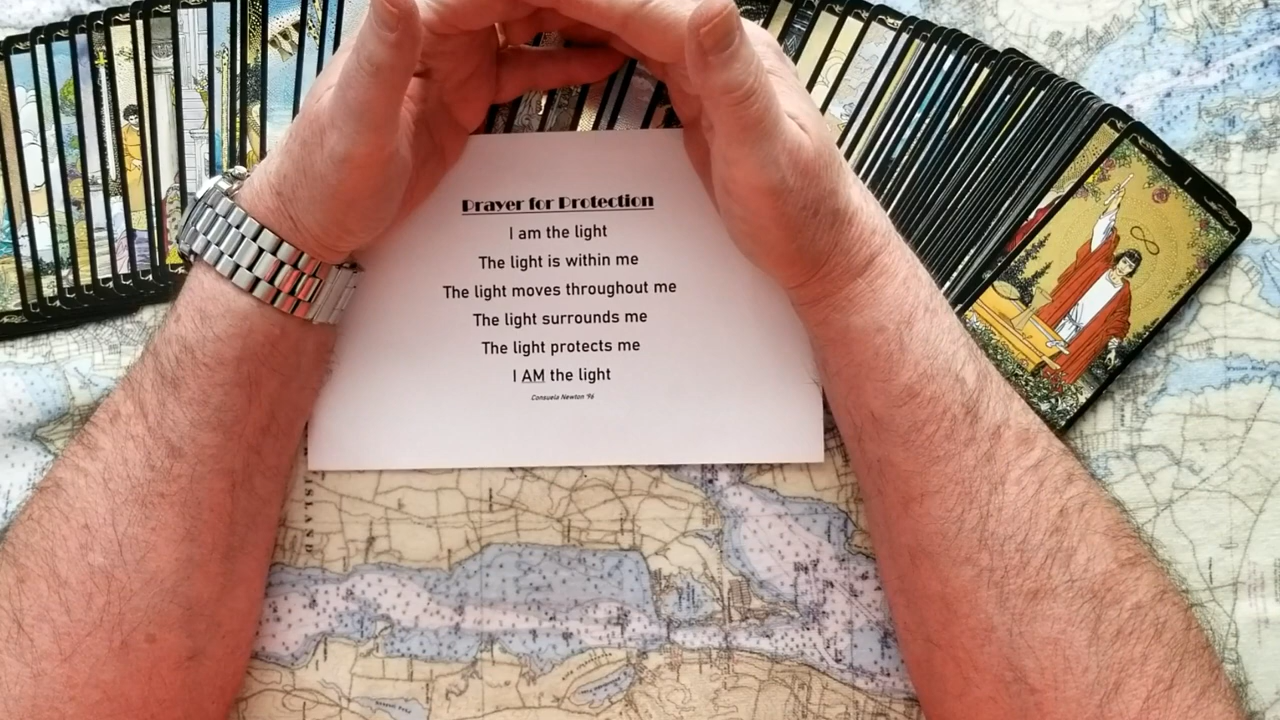 Prayer for Protection
I am the light
The light is within me
The light moves throughout me
The light surrounds me
The light protects me
I AM the light
Consuela Newton '96
I